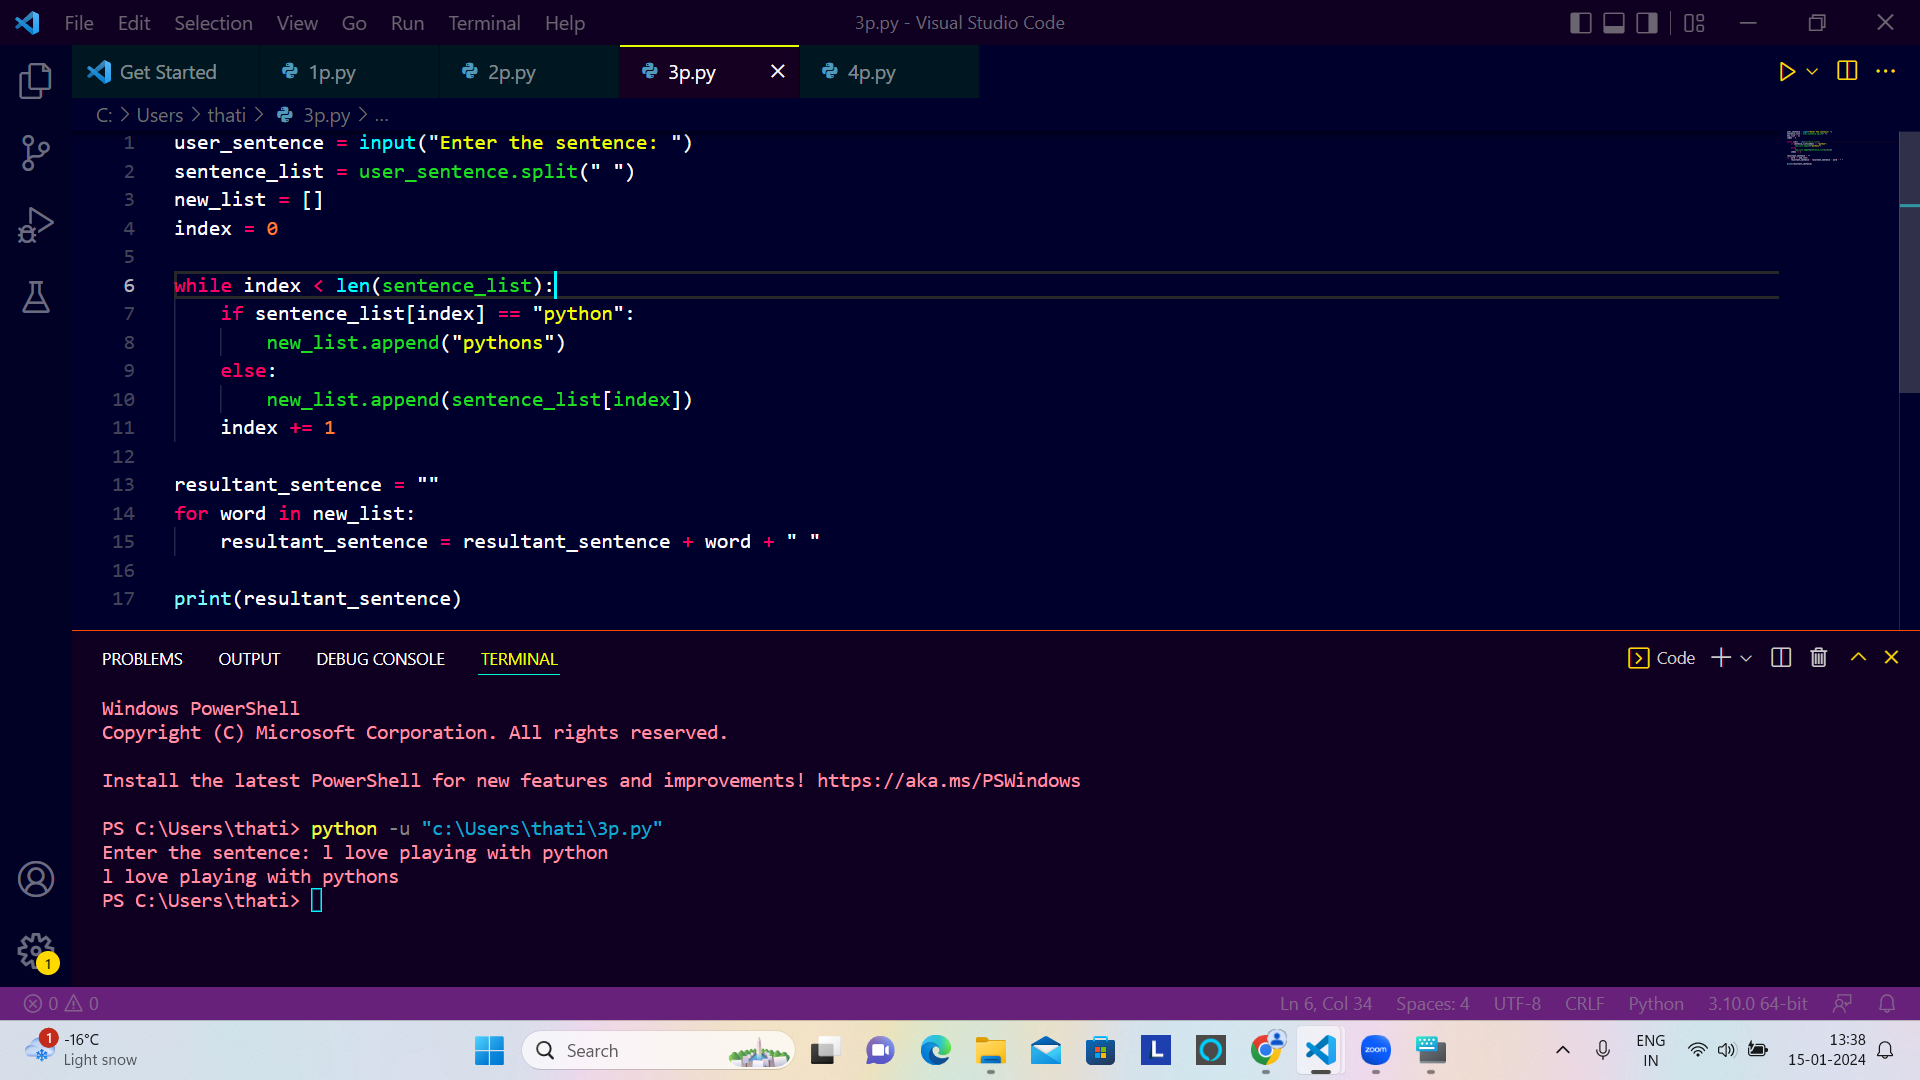 File Edit Selection View Go Run Terminal Help 3p.py - Visual Studio Code
Get Started 1p.py 2p.py 3p.py 4p.py
C: > Users > thati > 3p.py > ...
1 user_sentence = input("Enter the sentence: ")
2 sentence_list = user_sentence.split(" ")
3 new_list = []
4 index = 0
5
6 while index < len(sentence_list):
7     if sentence_list[index] == "python":
8         new_list.append("pythons")
9     else:
10         new_list.append(sentence_list[index])
11     index += 1
12
13 resultant_sentence = ""
14 for word in new_list:
15     resultant_sentence = resultant_sentence + word + " "
16
17 print(resultant_sentence)
PROBLEMS OUTPUT DEBUG CONSOLE TERMINAL Code
Windows PowerShell
Copyright (C) Microsoft Corporation. All rights reserved.
Install the latest PowerShell for new features and improvements! https://aka.ms/PSWindows
PS C:\Users\thati> python -u "c:\Users\thati\3p.py"
Enter the sentence: l love playing with python
l love playing with pythons
PS C:\Users\thati>
1
0 0 Ln 6, Col 34 Spaces: 4 UTF-8 CRLF Python 3.10.0 64-bit
1 -16°C
Light snow
Search
L
zoom
ENG
IN
13:38
15-01-2024